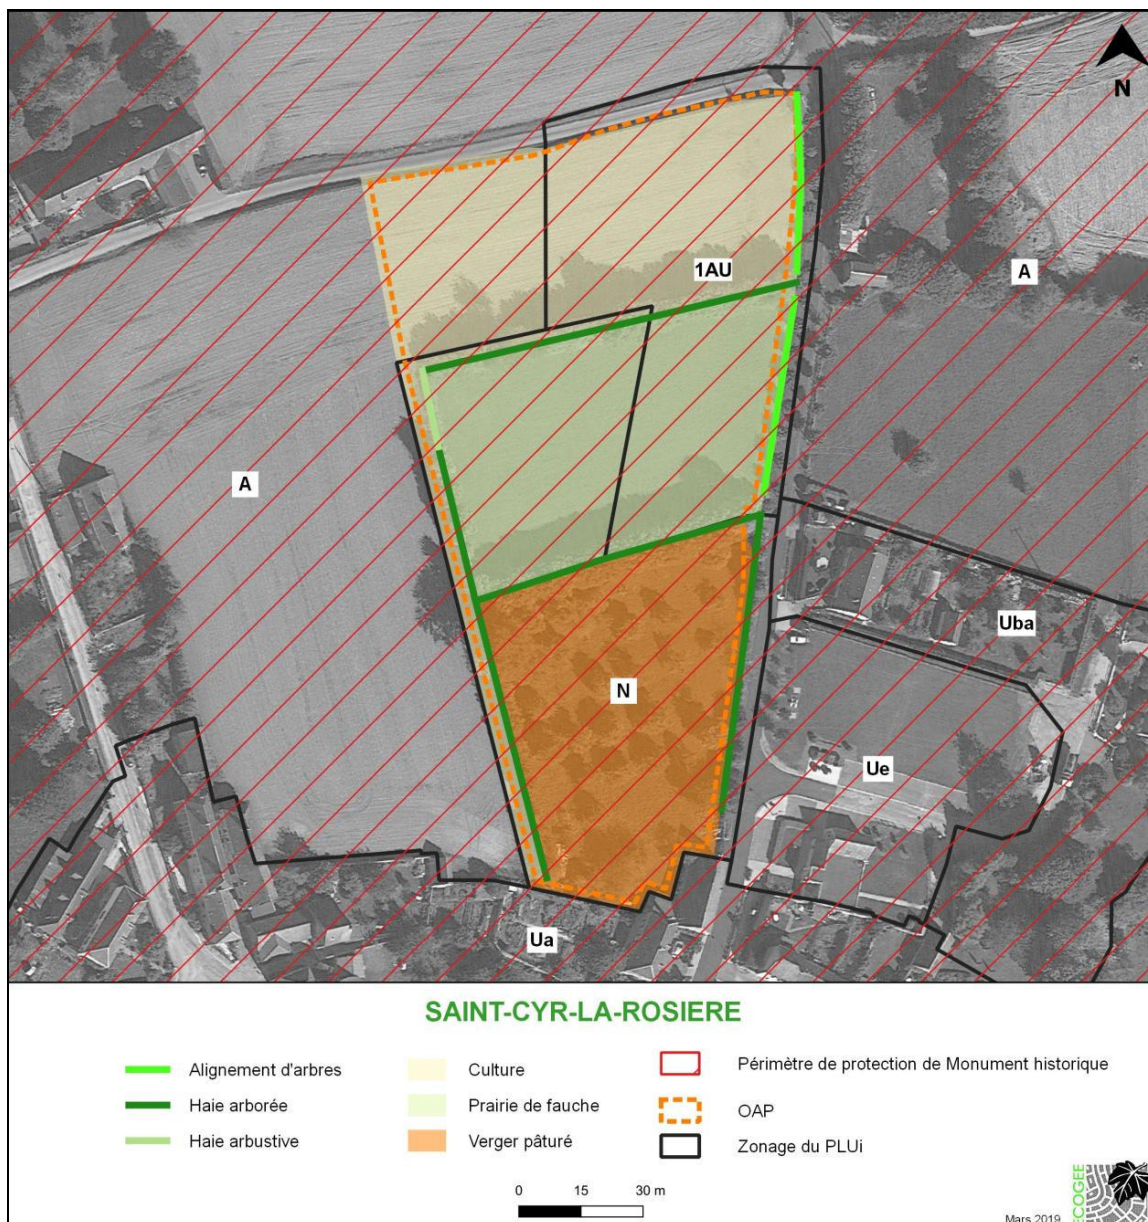 N
1AU
A
A
Uba
N
Ue
Ua
SAINT-CYR-LA-ROSIERE
Alignement d'arbres
Haie arborée
Haie arbustive
Culture
Prairie de fauche
Verger pâturé
Périmètre de protection de Monument historique
OAP
Zonage du PLUi
0 15 30 m
Mars 2019
ECOGEE